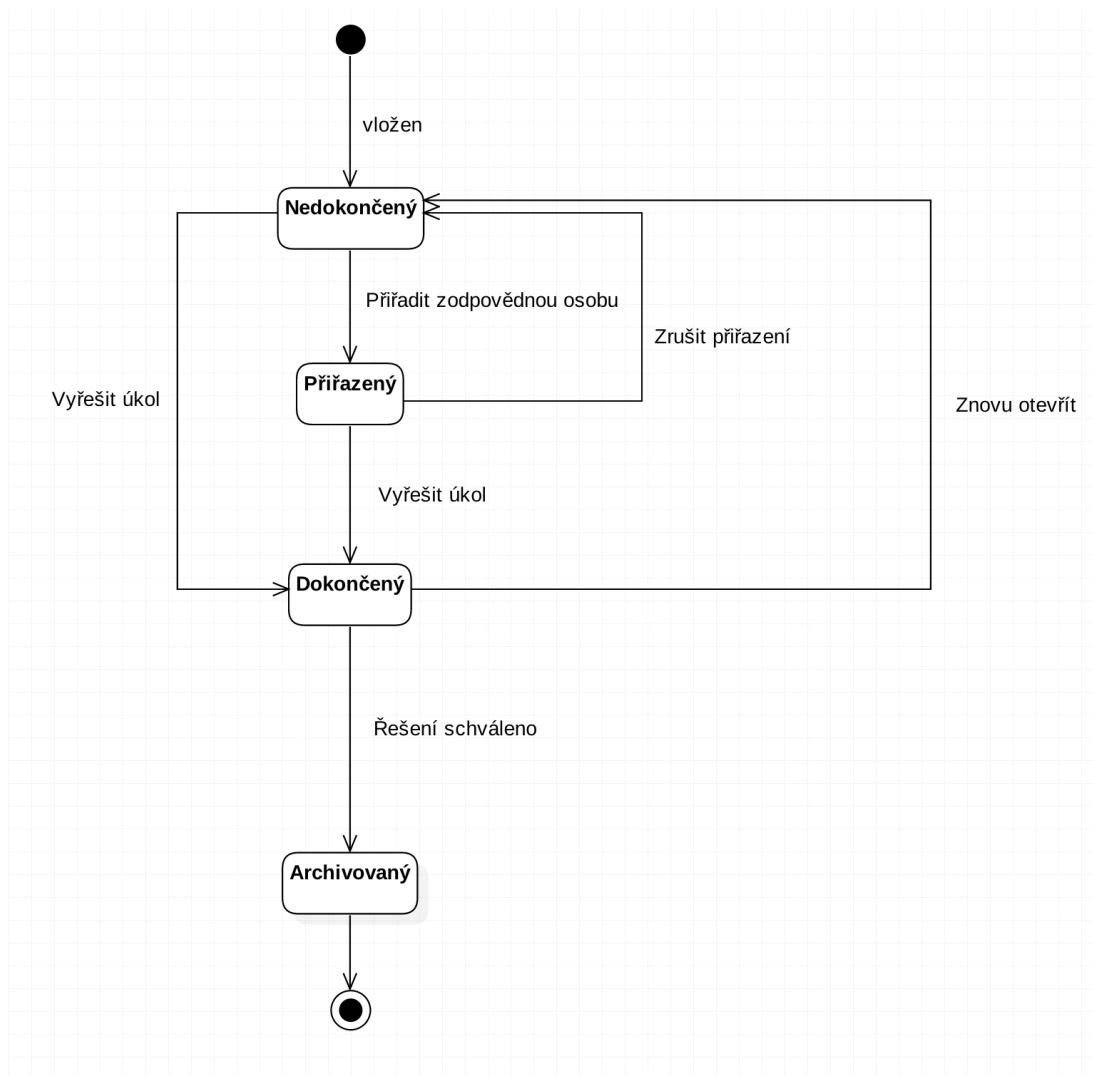 vložen
Nedokončený
Přiřadit zodpovědnou osobu
Zrušit přiřazení
Přiřazený
Vyřešit úkol
Znovu otevřít
Vyřešit úkol
Dokončený
Řešení schváleno
Archivovaný